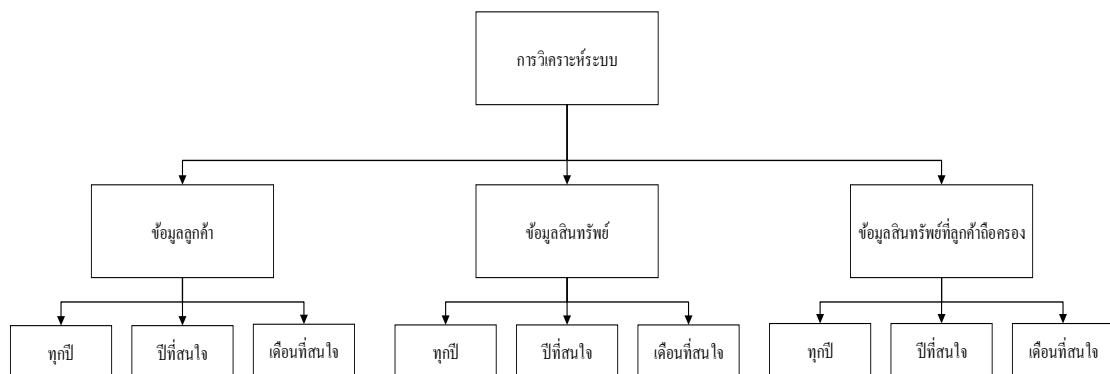 การวิเคราะห์ระบบ
ข้อมูลลูกค้า
ข้อมูลสินทรัพย์
ข้อมูลสินทรัพย์ที่ลูกค้าถือครอง
ทุกปี
ปีที่สนใจ
เดือนที่สนใจ
ทุกปี
ปีที่สนใจ
เดือนที่สนใจ
ทุกปี
ปีที่สนใจ
เดือนที่สนใจ